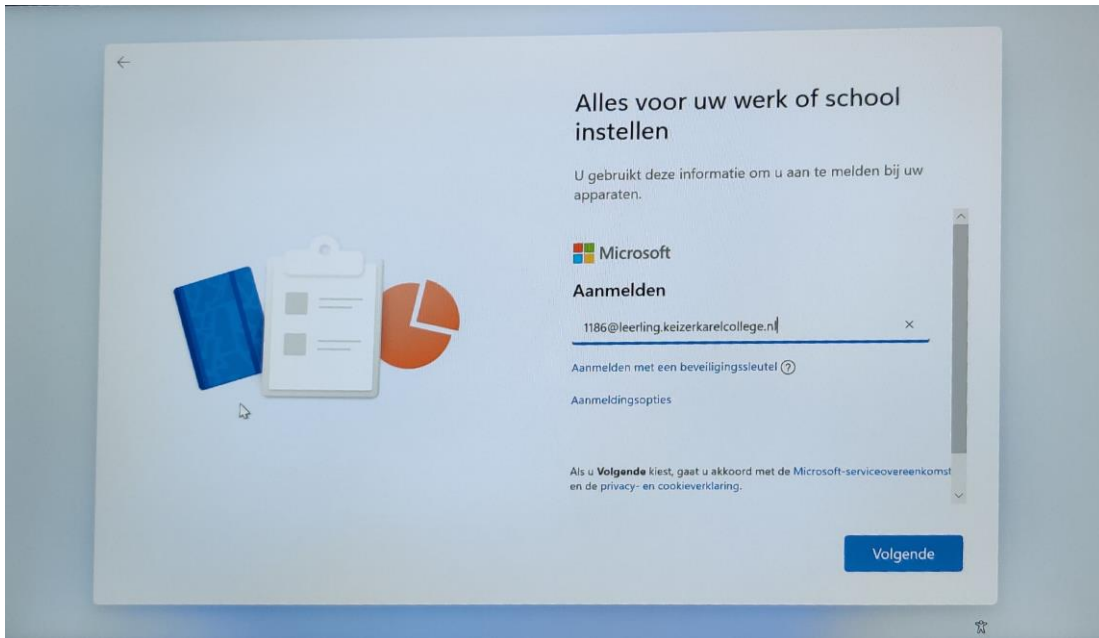 Alles voor uw werk of school
instellen
U gebruikt deze informatie om u aan te melden bij uw
apparaten.
Microsoft
Aanmelden
1186@leerling.keizerkarelcollege.nl
Aanmelden met een beveiligingssleutel ?
Aanmeldingsopties
Als u Volgende kiest, gaat u akkoord met de Microsoft-serviceovereenkomst
en de privacy- en cookieverklaring.
Volgende